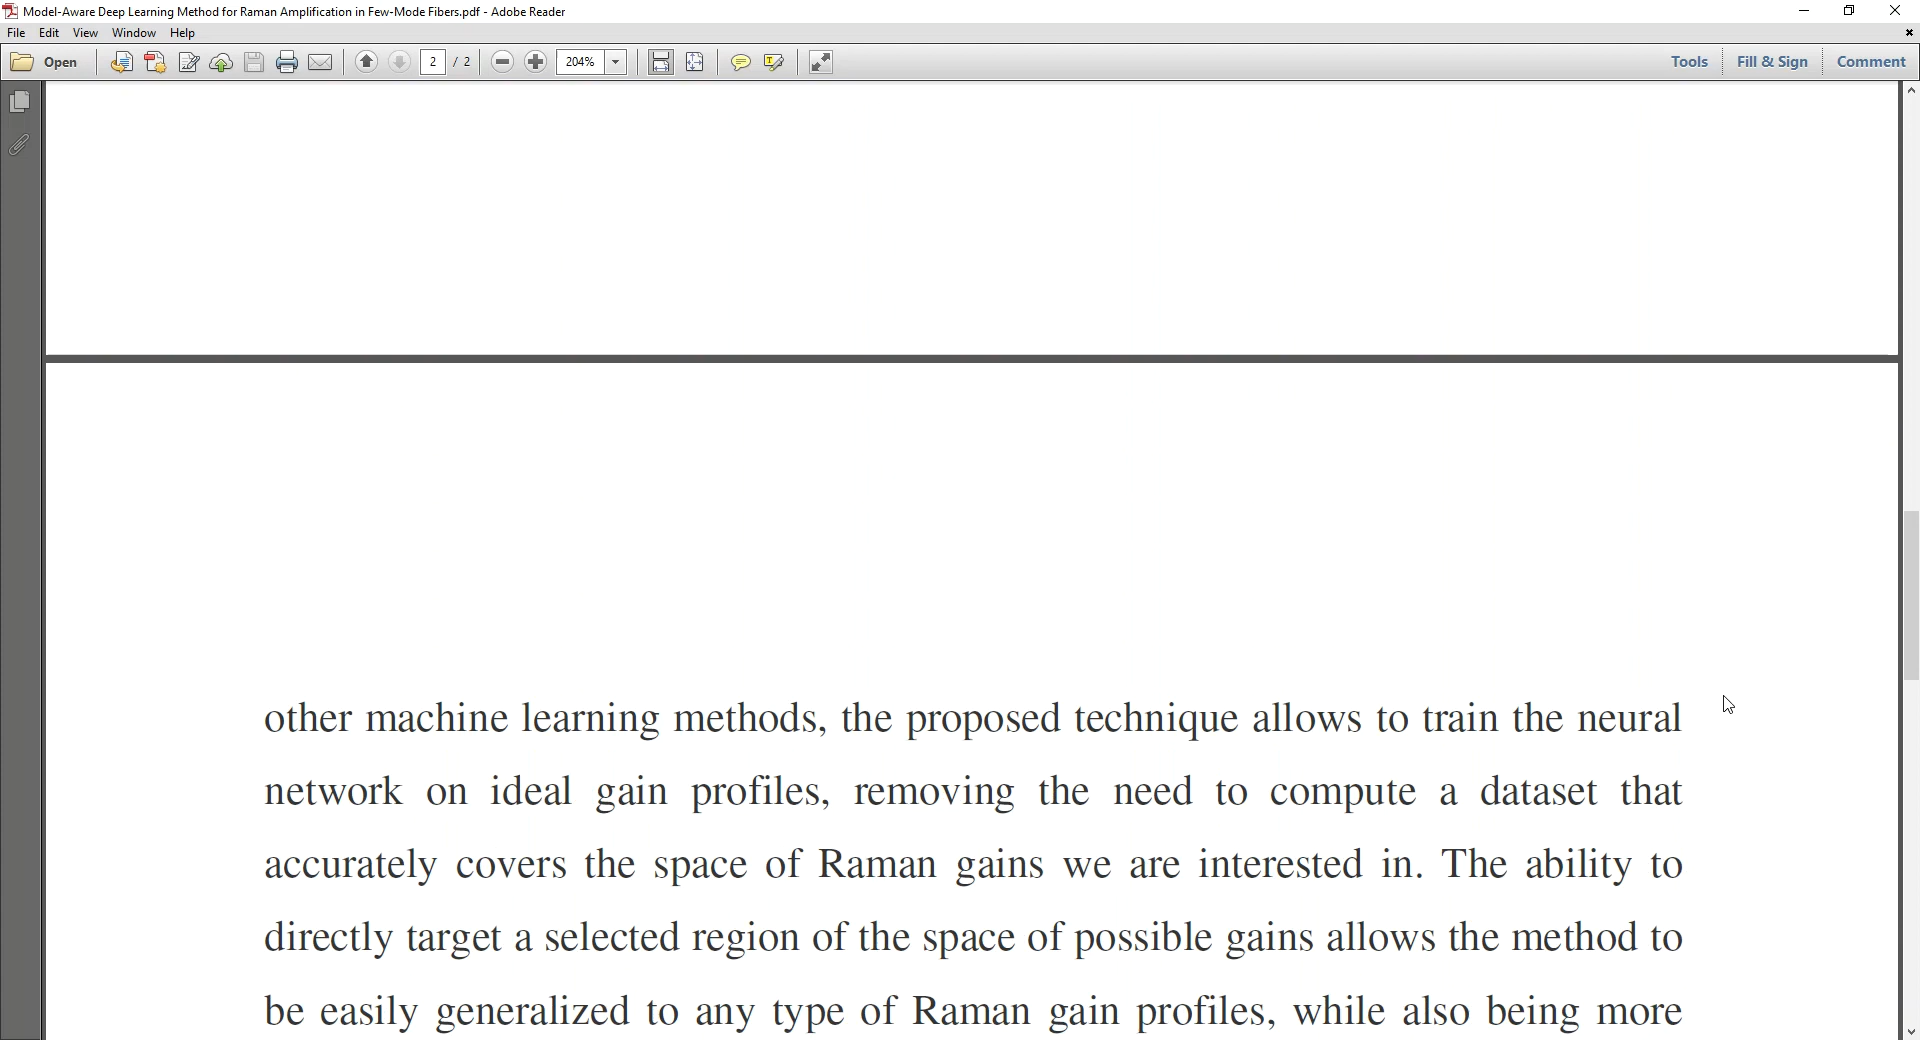 Model-Aware Deep Learning Method for Raman Amplification in Few-Mode Fibers.pdf - Adobe Reader
File Edit View Window Help
Open 2 / 2 204% Tools Fill & Sign Comment
other machine learning methods, the proposed technique allows to train the neural
network on ideal gain profiles, removing the need to compute a dataset that
accurately covers the space of Raman gains we are interested in. The ability to
directly target a selected region of the space of possible gains allows the method to
be easily generalized to any type of Raman gain profiles, while also being more